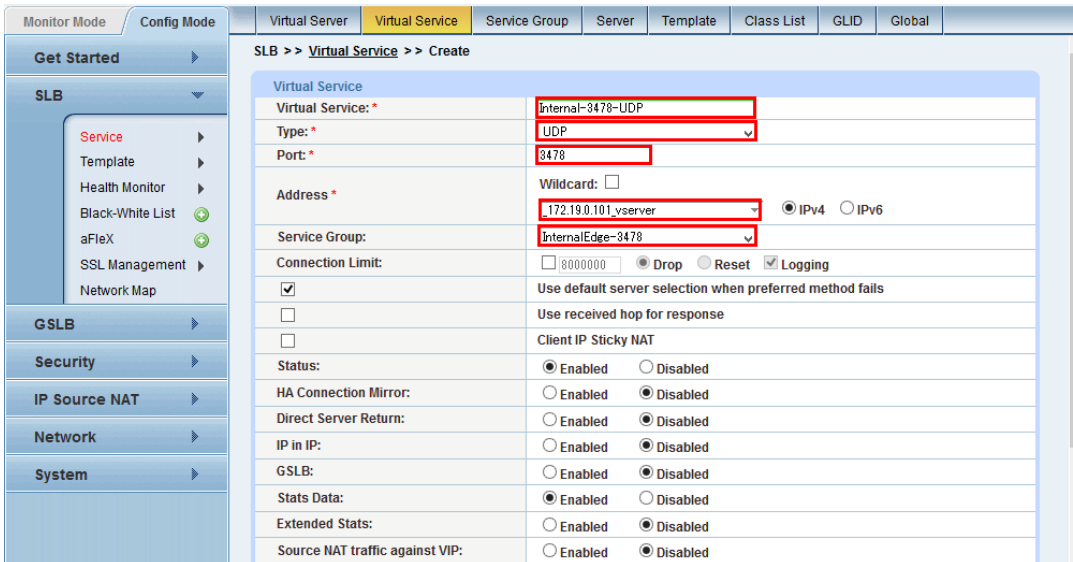 Monitor Mode Config Mode
Virtual Server Virtual Service Service Group Server Template Class List GLID Global
Get Started
SLB
Service
Template
Health Monitor
Black-White List
aFleX
SSL Management
Network Map
GSLB
Security
IP Source NAT
Network
System
SLB >> Virtual Service >> Create
Virtual Service
Virtual Service: * Internal-3478-UDP
Type: * UDP
Port: * 3478
Address * Wildcard:
_172.19.0.101_vserver IPv4 IPv6
Service Group: InternalEdge-3478
Connection Limit: 8000000 Drop Reset Logging
Use default server selection when preferred method fails
Use received hop for response
Client IP Sticky NAT
Status: Enabled Disabled
HA Connection Mirror: Enabled Disabled
Direct Server Return: Enabled Disabled
IP in IP: Enabled Disabled
GSLB: Enabled Disabled
Stats Data: Enabled Disabled
Extended Stats: Enabled Disabled
Source NAT traffic against VIP: Enabled Disabled